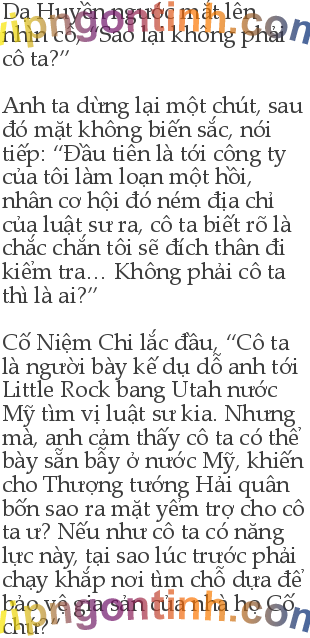 Dạ Huyền ngước mắt lên
nhìn cô, “Sao lại không phải
cô ta?”
Anh ta dừng lại một chút, sau
đó mặt không biến sắc, nói
tiếp: “Đầu tiên là tới công ty
của tôi làm loạn một hồi,
nhân cơ hội đó ném địa chỉ
của luật sư ra, cô ta biết rõ là
chắc chắn tôi sẽ đích thân đi
kiểm tra… Không phải cô ta
thì là ai?”
Cố Niệm Chi lắc đầu, “Cô ta
là người bày kế dụ dỗ anh tới
Little Rock bang Utah nước
Mỹ tìm vị luật sư kia. Nhưng
mà, anh cảm thấy cô ta có thể
bày sẵn bẫy ở nước Mỹ, khiến
cho Thượng tướng Hải quân
bốn sao ra mặt yểm trợ cho cô
ta ư? Nếu như cô ta có năng
lực này, tại sao lúc trước phải
chạy khắp nơi tìm chỗ dựa để
bảo vệ gia sản của nhà họ Cố
chứ?”
vipngontinh.com
vipngontinh.com